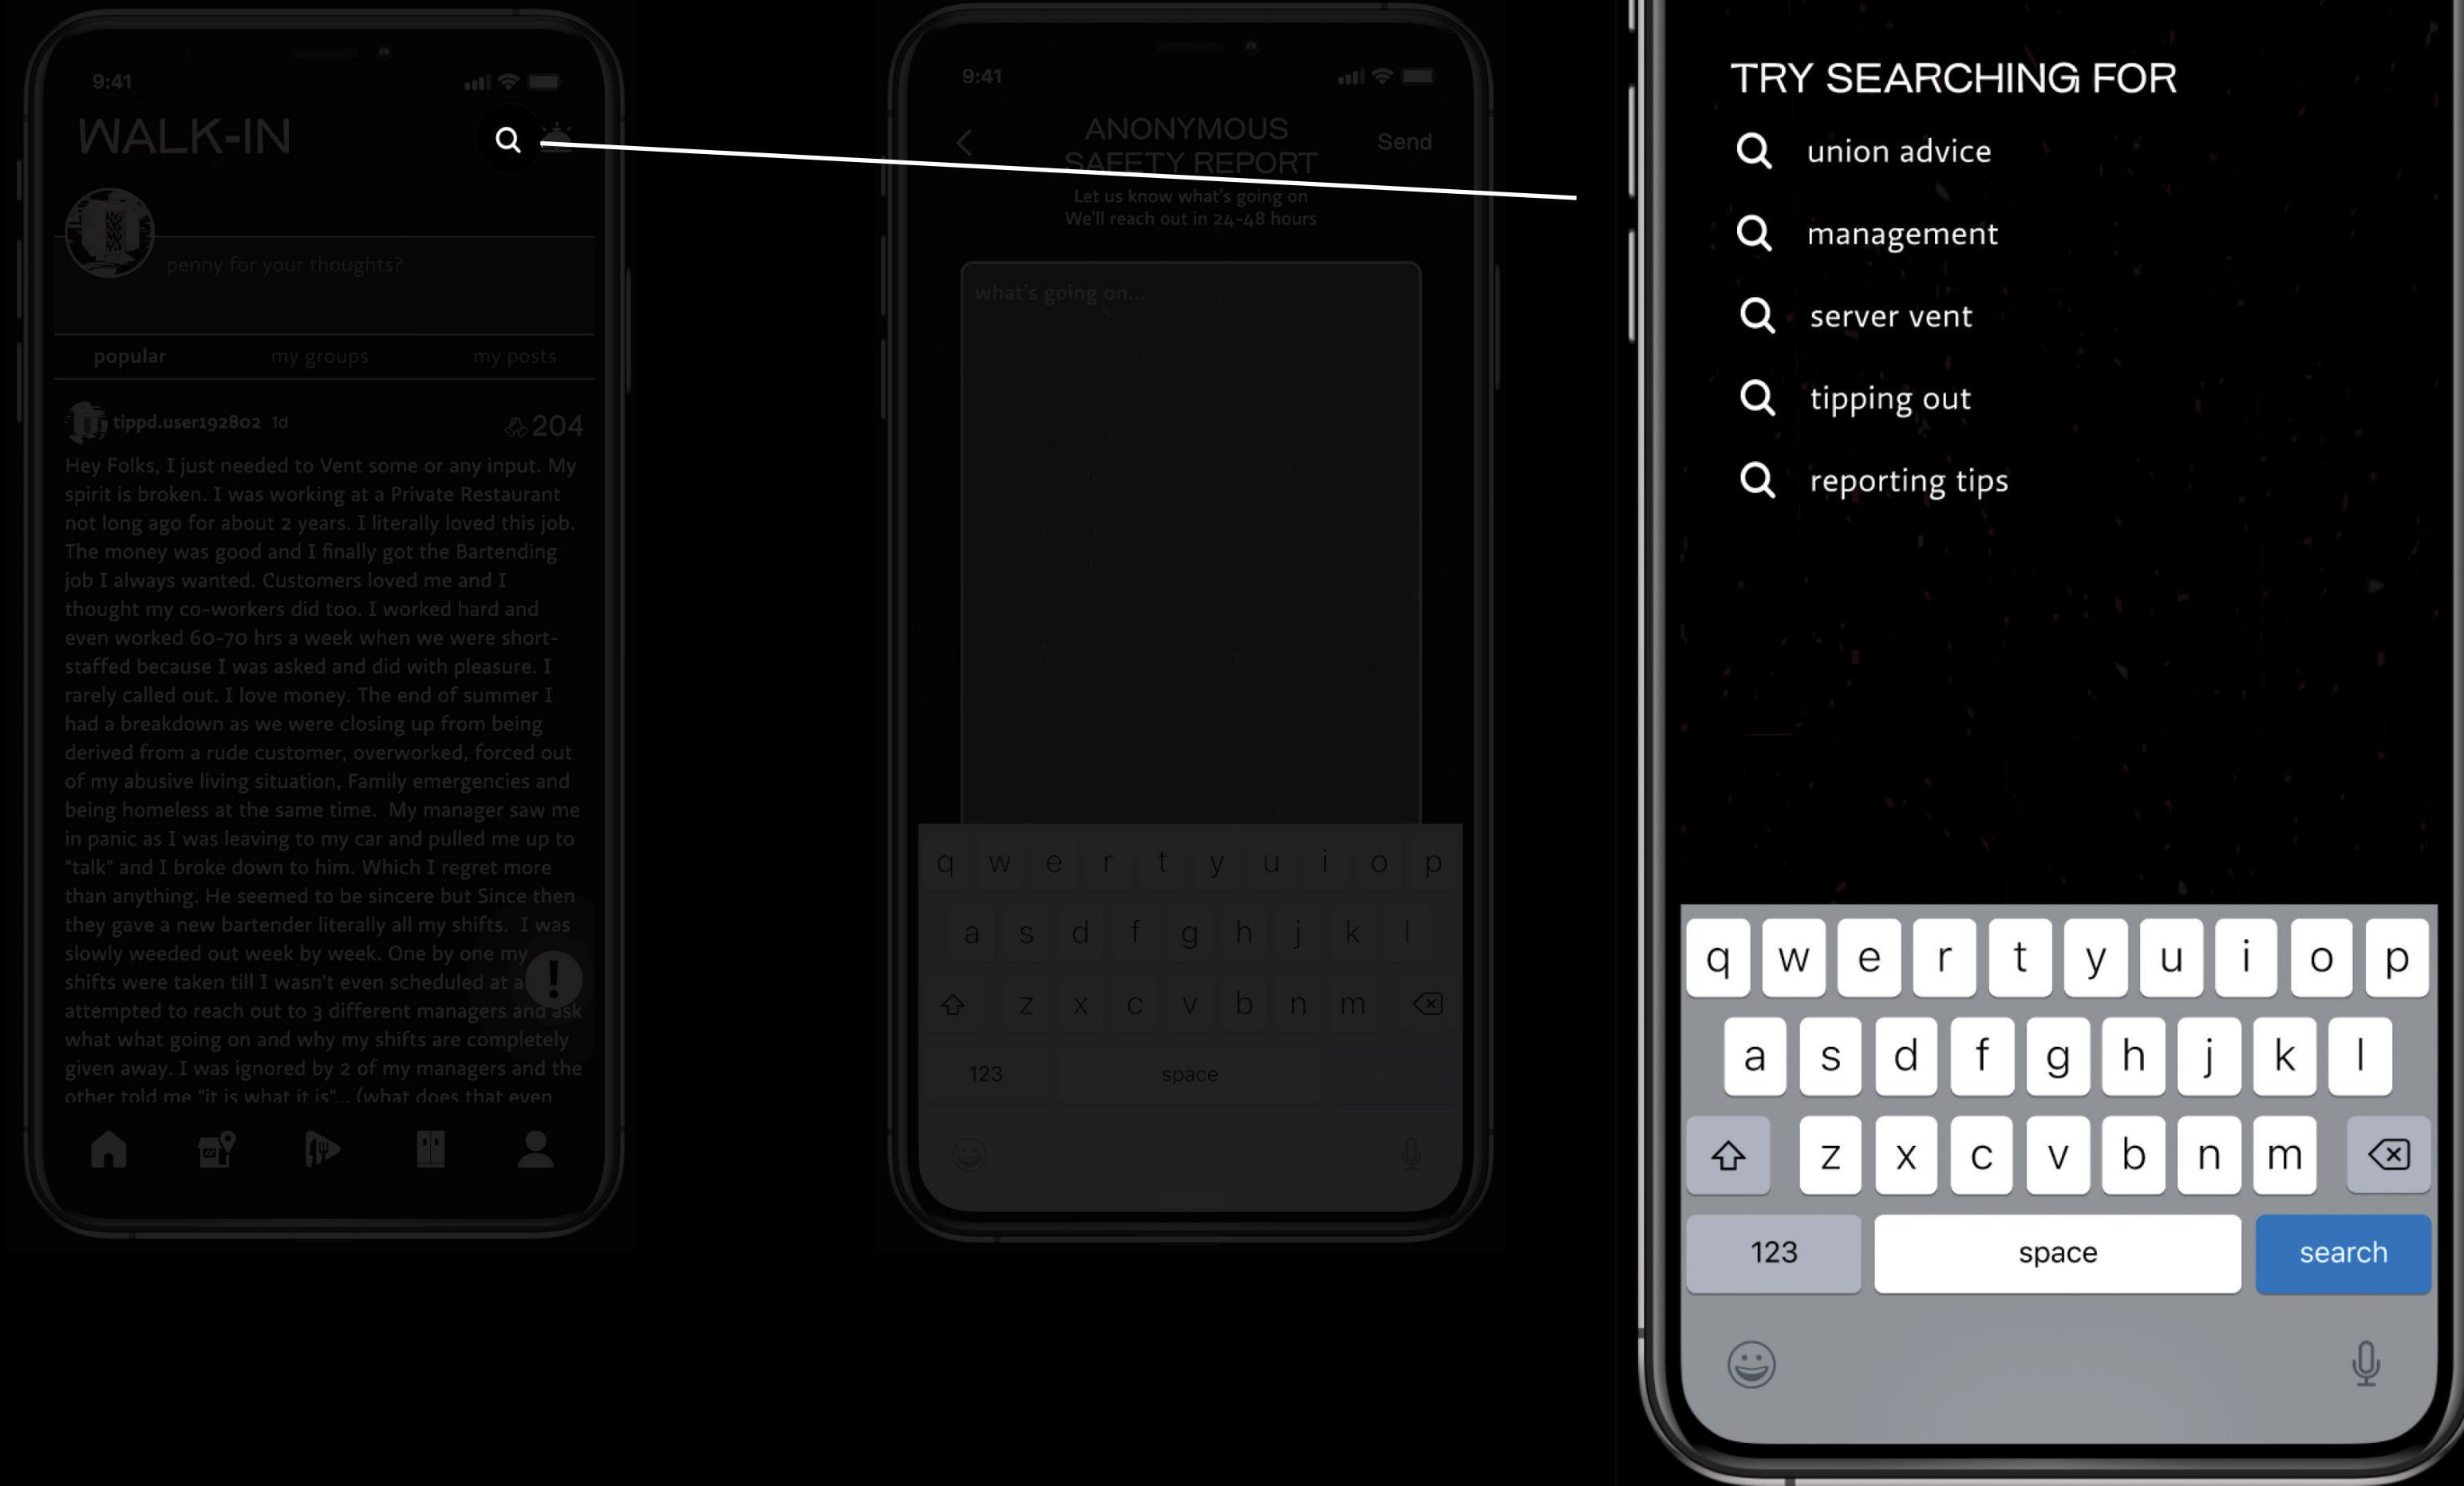 9:41
WALK-IN
penny for your thoughts?
popular my groups my posts
tippd.user192802 1d 204
Hey Folks, I just needed to Vent some or any input. My
spirit is broken. I was working at a Private Restaurant
not long ago for about 2 years. I literally loved this job.
The money was good and I finally got the Bartending
job I always wanted. Customers loved me and I
thought my co-workers did too. I worked hard and
even worked 60-70 hrs a week when we were short-
staffed because I was asked and did with pleasure. I
rarely called out. I love money. The end of summer I
had a breakdown as we were closing up from being
derived from a rude customer, overworked, forced out
of my abusive living situation, Family emergencies and
being homeless at the same time. My manager saw me
in panic as I was leaving to my car and pulled me up to
"talk" and I broke down to him. Which I regret more
than anything. He seemed to be sincere but Since then
they gave a new bartender literally all my shifts. I was
slowly weeded out week by week. One by one my
shifts were taken till I wasn't even scheduled at
attempted to reach out to 3 different managers and ask
what what going on and why my shifts are completely
given away. I was ignored by 2 of my managers and the
other told me "it is what it is"... (what does that even
9:41
ANONYMOUS
SAFETY REPORT
Send
Let us know what's going on
We'll reach out in 24-48 hours
what's going on...
q w e r t y u i o p
a s d f g h j k l
z x c v b n m
123 space
TRY SEARCHING FOR
union advice
management
server vent
tipping out
reporting tips
q w e r t y u i o p
a s d f g h j k l
z x c v b n m
123 space search